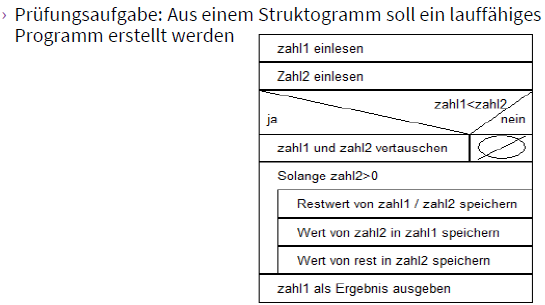 › Prüfungsaufgabe: Aus einem Struktogramm soll ein lauffähiges
Programm erstellt werden
zahl1 einlesen
Zahl2 einlesen
zahl1<zahl2
ja
nein
zahl1 und zahl2 vertauschen
Solange zahl2>0
Restwert von zahl1 / zahl2 speichern
Wert von zahl2 in zahl1 speichern
Wert von rest in zahl2 speichern
zahl1 als Ergebnis ausgeben